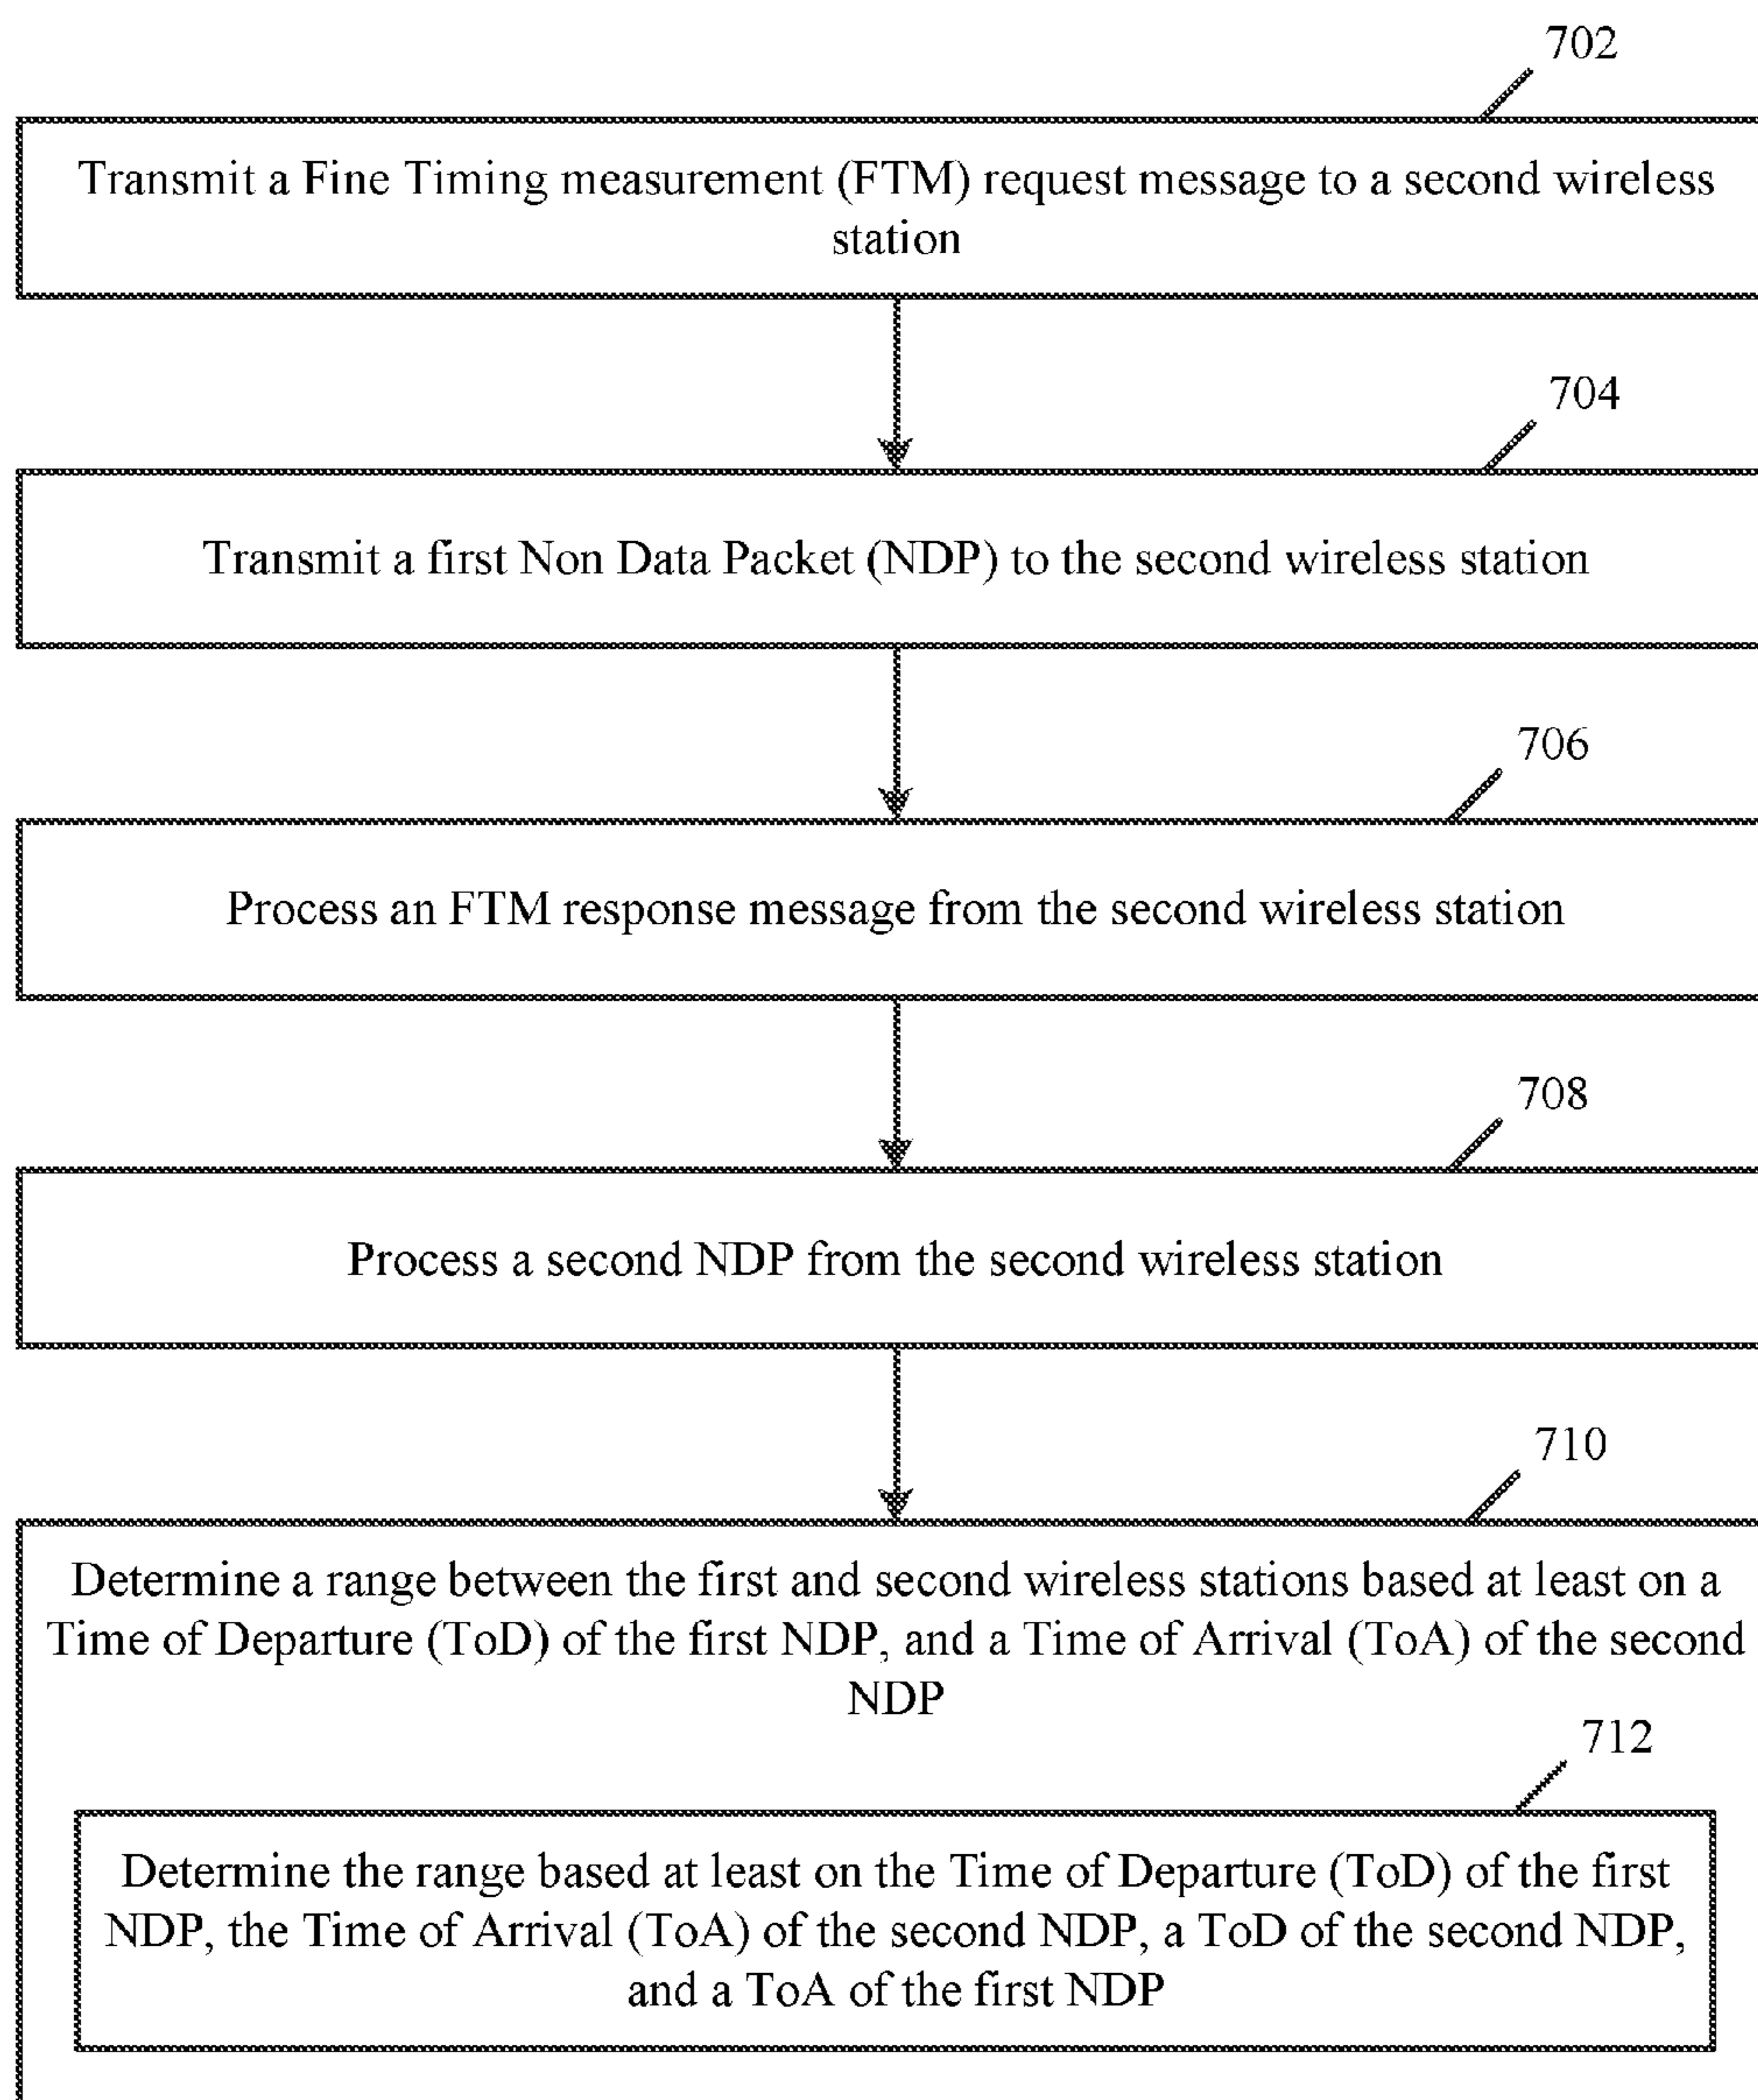 702
Transmit a Fine Timing measurement (FTM) request message to a second wireless
station
704
Transmit a first Non Data Packet (NDP) to the second wireless station
706
Process an FTM response message from the second wireless station
708
Process a second NDP from the second wireless station
710
Determine a range between the first and second wireless stations based at least on a
Time of Departure (ToD) of the first NDP, and a Time of Arrival (ToA) of the second
NDP
712
Determine the range based at least on the Time of Departure (ToD) of the first
NDP, the Time of Arrival (ToA) of the second NDP, a ToD of the second NDP,
and a ToA of the first NDP